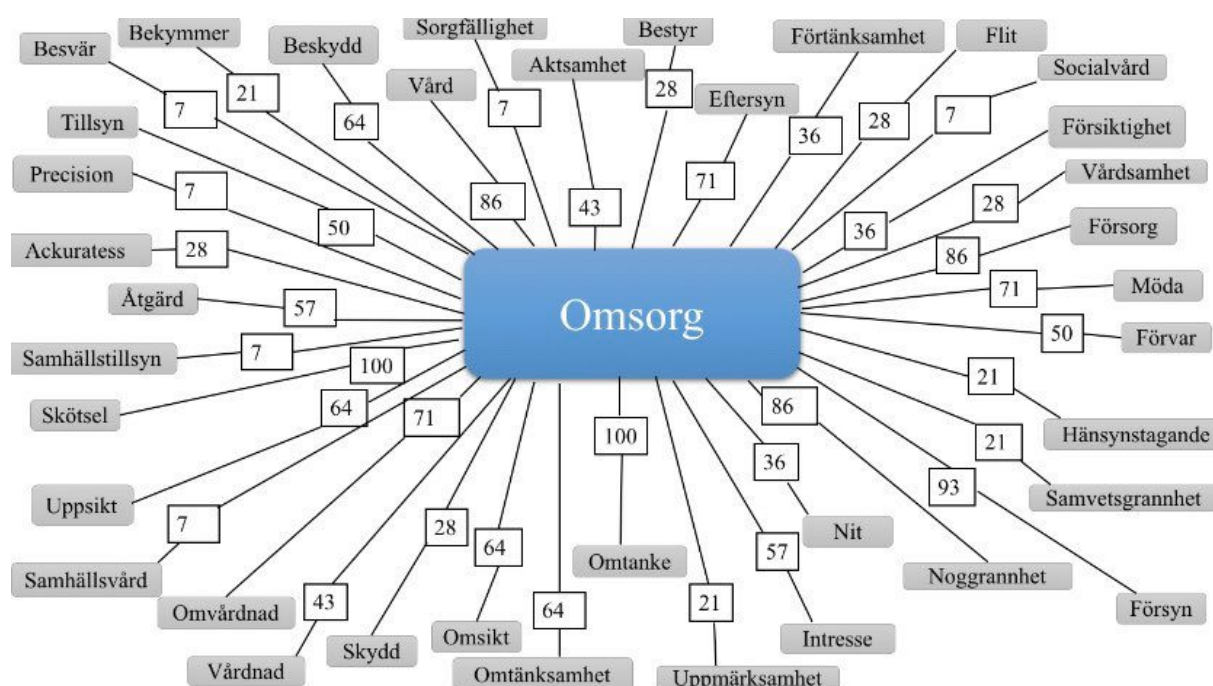 Sorgfällighet
Bestyr
Bekymmer
Förtänksamhet
Flit
Besvär
Beskydd
Aktsamhet
Socialvård
Vård
Eftersyn
7
21
64
7
28
36
28
7
Tillsyn
Försiktighet
Precision
7
86
43
71
28
Vårdsamhet
50
36
Försorg
Ackuratess
28
86
Åtgärd
57
Omsorg
71
Möda
50
Förvar
Samhällstillsyn
7
100
21
Skötsel
64
71
100
86
Hänsynstagande
36
21
Uppsikt
93
Samvetsgrannhet
7
28
64
Nit
57
Omtanke
Samhällsvård
Noggrannhet
43
64
21
Omvårdnad
Försyn
Omsikt
Intresse
Skydd
Vårdnad
Omtänksamhet
Uppmärksamhet